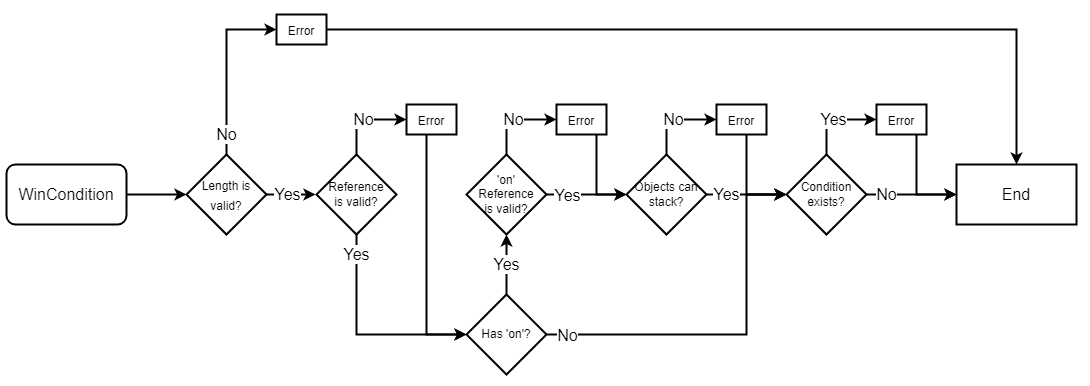 Error
No
No
Error
No
Error
No
Error
Yes
Error
WinCondition
Length is
valid?
Yes
Reference
is valid?
'on'
Reference
is valid?
Yes
Objects can
stack?
Yes
Condition
exists?
No
End
Yes
Yes
Has 'on'?
No